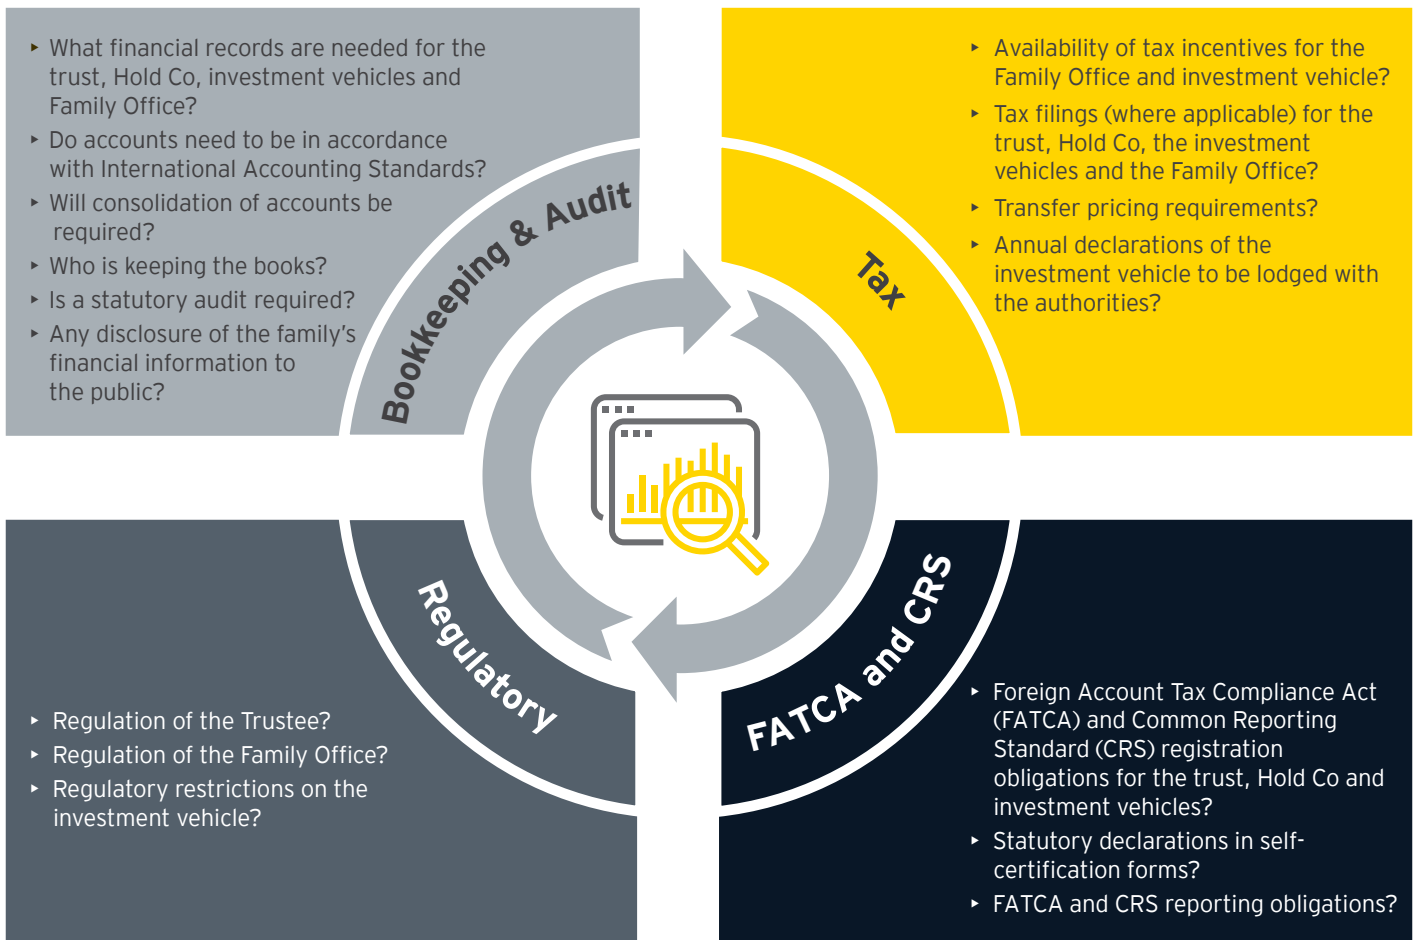 ▸ What financial records are needed for the
trust, Hold Co, investment vehicles and
Family Office?
▸ Do accounts need to be in accordance
with International Accounting Standards?
▸ Will consolidation of accounts be
required?
▸ Who is keeping the books?
▸ Is a statutory audit required?
▸ Any disclosure of the family’s
financial information to
the public?
Bookkeeping & Audit
Tax
▸ Availability of tax incentives for the
Family Office and investment vehicle?
▸ Tax filings (where applicable) for the
trust, Hold Co, the investment
vehicles and the Family Office?
▸ Transfer pricing requirements?
▸ Annual declarations of the
investment vehicle to be lodged with
the authorities?
Regulatory
▸ Regulation of the Trustee?
▸ Regulation of the Family Office?
▸ Regulatory restrictions on the
investment vehicle?
FATCA and CRS
▸ Foreign Account Tax Compliance Act
(FATCA) and Common Reporting
Standard (CRS) registration
obligations for the trust, Hold Co and
investment vehicles?
▸ Statutory declarations in self-
certification forms?
▸ FATCA and CRS reporting obligations?